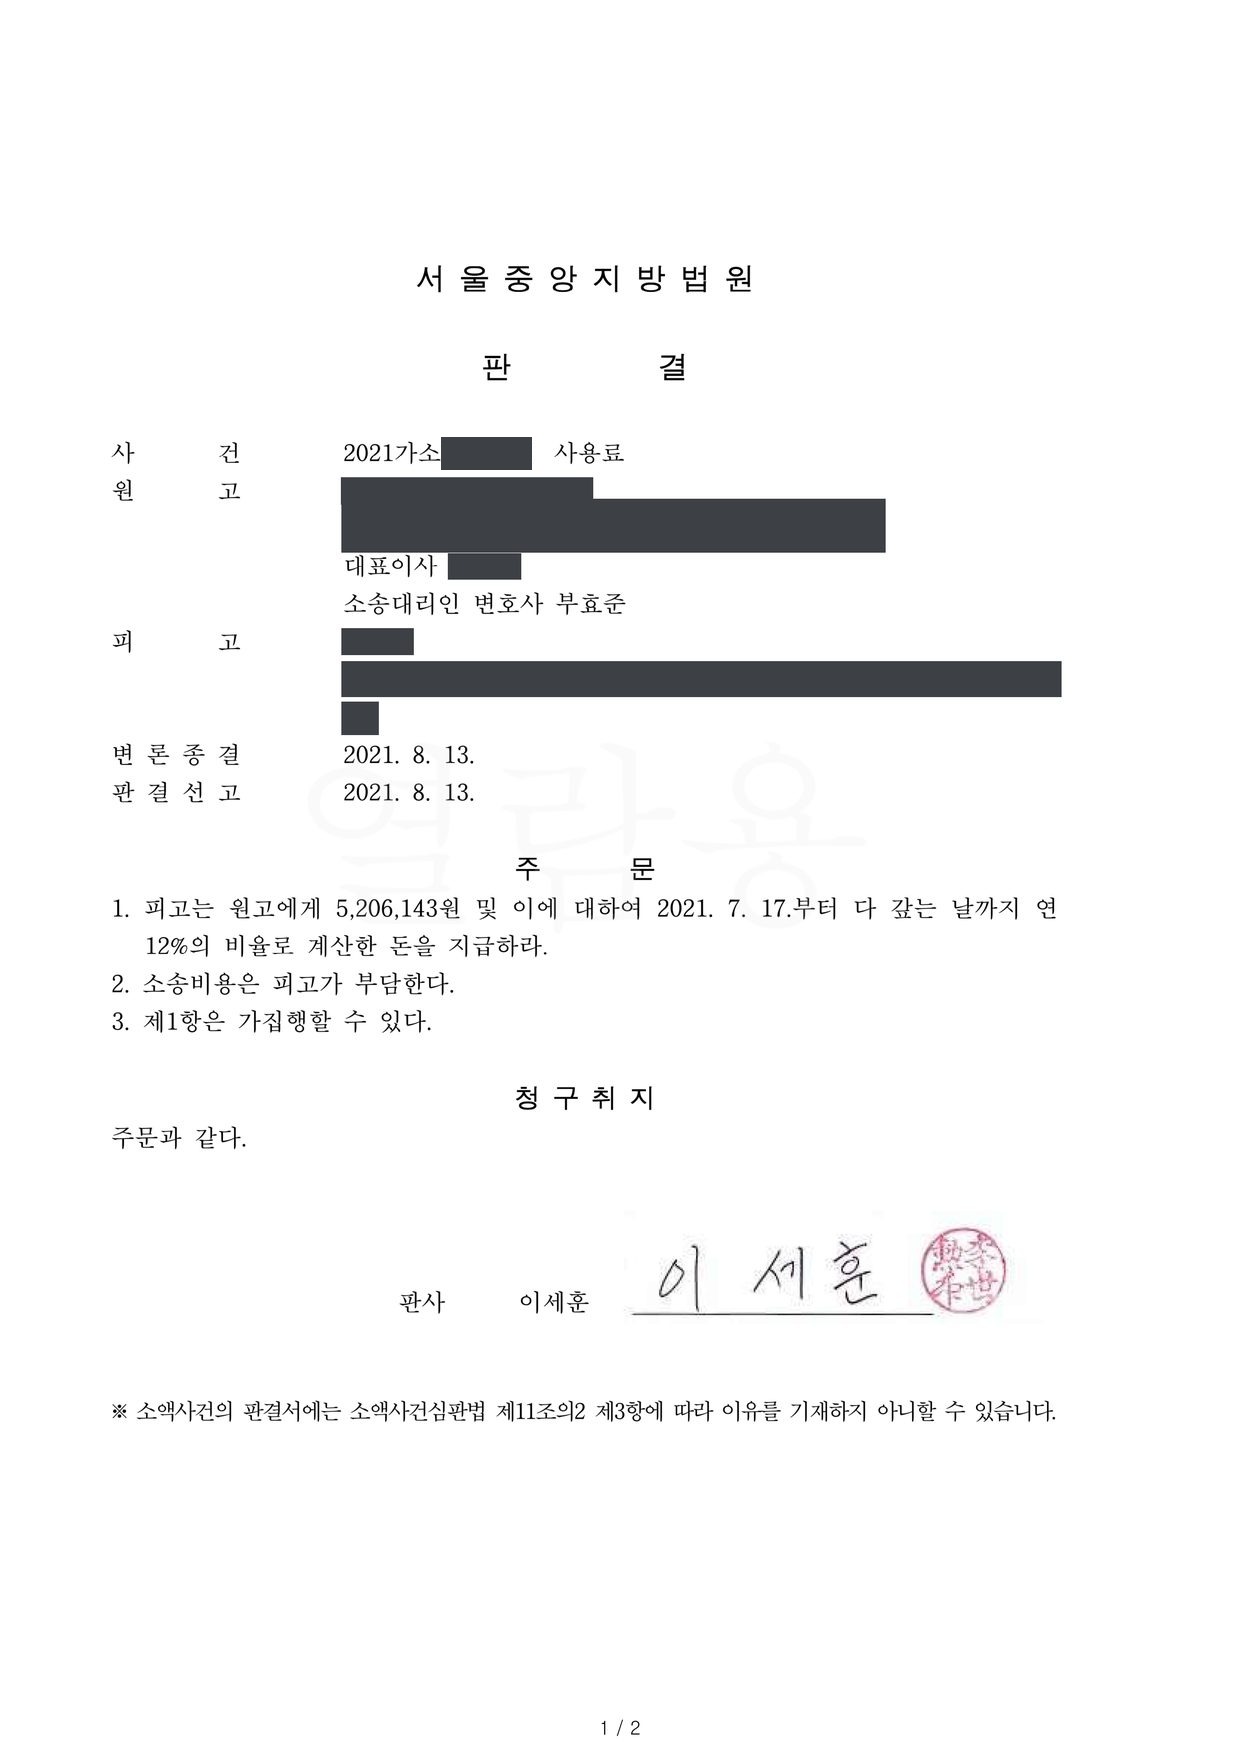 서울중앙지방법원
판 결
사 건 2021가소 사용료
원 고
대표이사
소송대리인 변호사 부효준
피 고
변론종결 2021. 8. 13.
판결선고 2021. 8. 13.
열람용
주 문
1. 피고는 원고에게 5,206,143원 및 이에 대하여 2021. 7. 17.부터 다 갚는 날까지 연
12%의 비율로 계산한 돈을 지급하라.
2. 소송비용은 피고가 부담한다.
3. 제1항은 가집행할 수 있다.
청구취지
주문과 같다.
판사 이세훈 이세훈
※ 소액사건의 판결서에는 소액사건심판법 제11조의2 제3항에 따라 이유를 기재하지 아니할 수 있습니다.
1 / 2